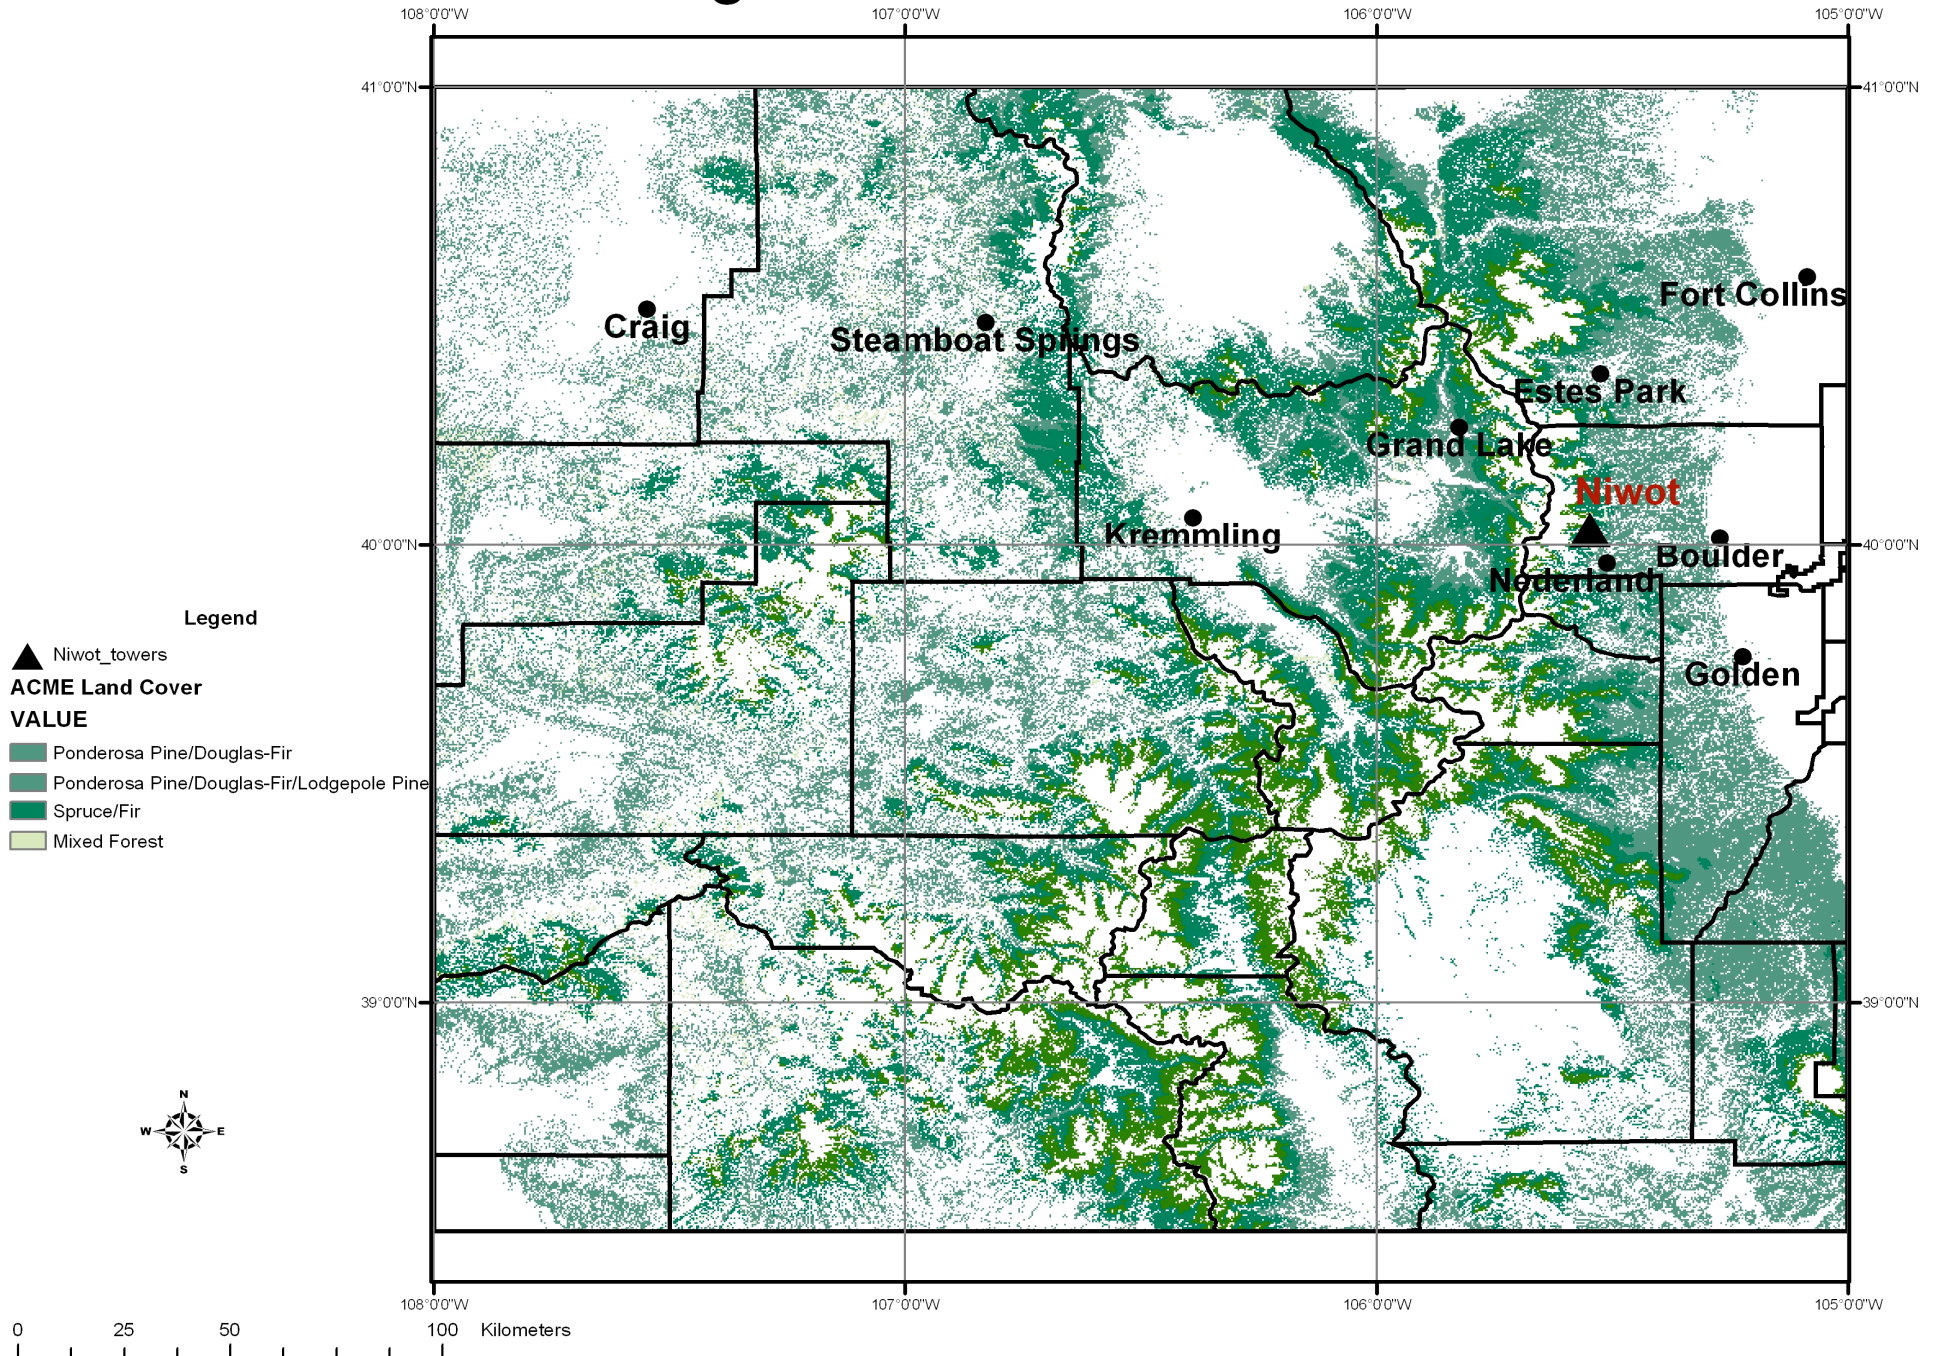 108°0'0"W 107°0'0"W 106°0'0"W 105°0'0"W
41°0'0"N 41°0'0"N
Fort Collins
Craig
Steamboat Springs
Estes Park
Grand Lake
Niwot
Kremmling
40°0'0"N 40°0'0"N
Boulder
Nederland
Golden
Legend
Niwot_towers
ACME Land Cover
VALUE
Ponderosa Pine/Douglas-Fir
Ponderosa Pine/Douglas-Fir/Lodgepole Pine
Spruce/Fir
Mixed Forest
39°0'0"N 39°0'0"N
N
W E
S
108°0'0"W 107°0'0"W 106°0'0"W 105°0'0"W
0 25 50 100 Kilometers